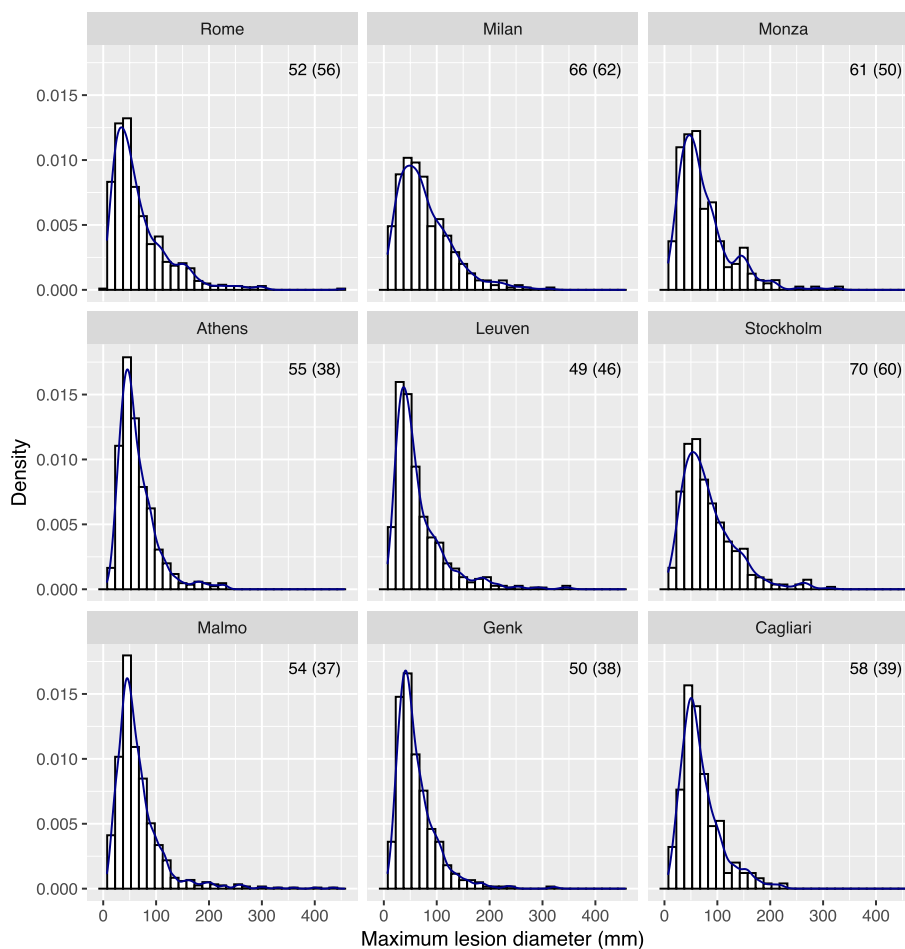 Rome Milan Monza
52 (56) 66 (62) 61 (50)
0.015
0.010
0.005
0.000
Athens Leuven Stockholm
55 (38) 49 (46) 70 (60)
0.015
0.010
0.005
0.000
Density
Malmo Genk Cagliari
54 (37) 50 (38) 58 (39)
0.015
0.010
0.005
0.000
0 100 200 300 400 0 100 200 300 400 0 100 200 300 400
Maximum lesion diameter (mm)